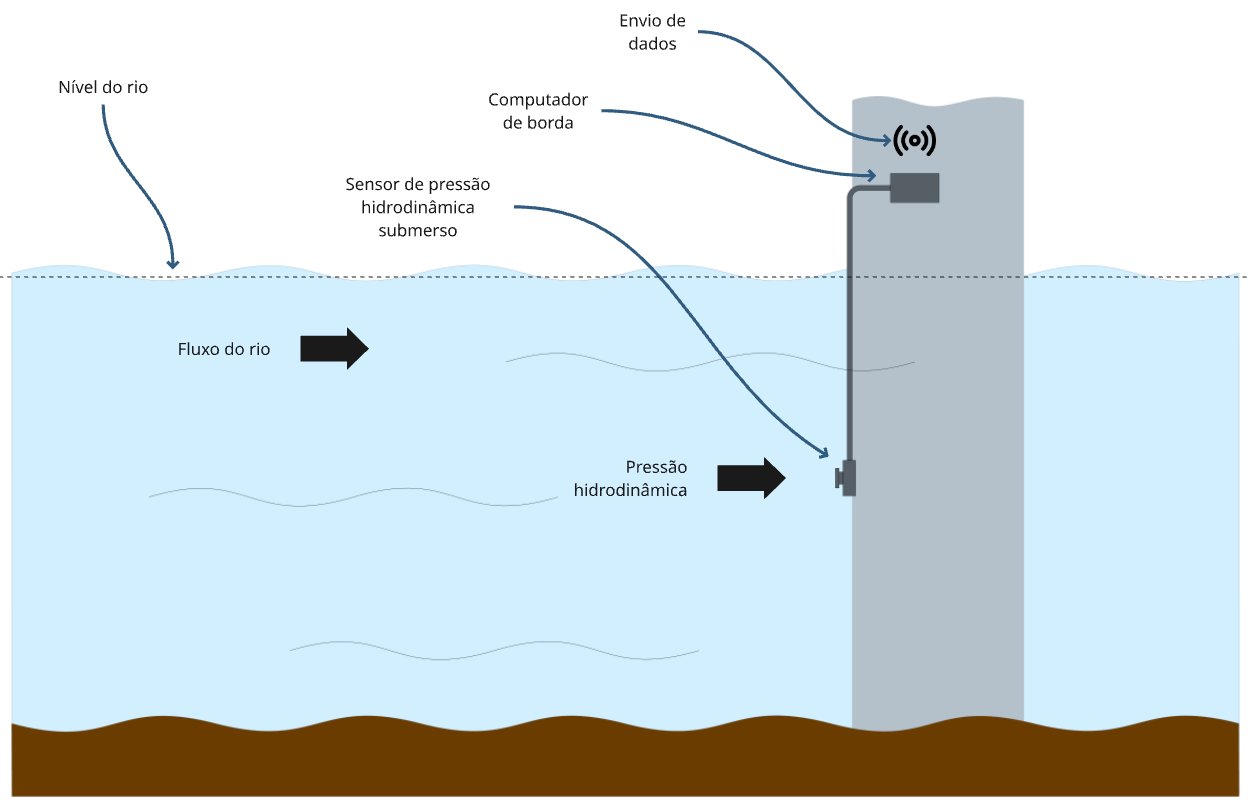 Envio de
dados
Nível do rio
Computador
de borda
Sensor de pressão
hidrodinâmica
submerso
Fluxo do rio
Pressão
hidrodinâmica